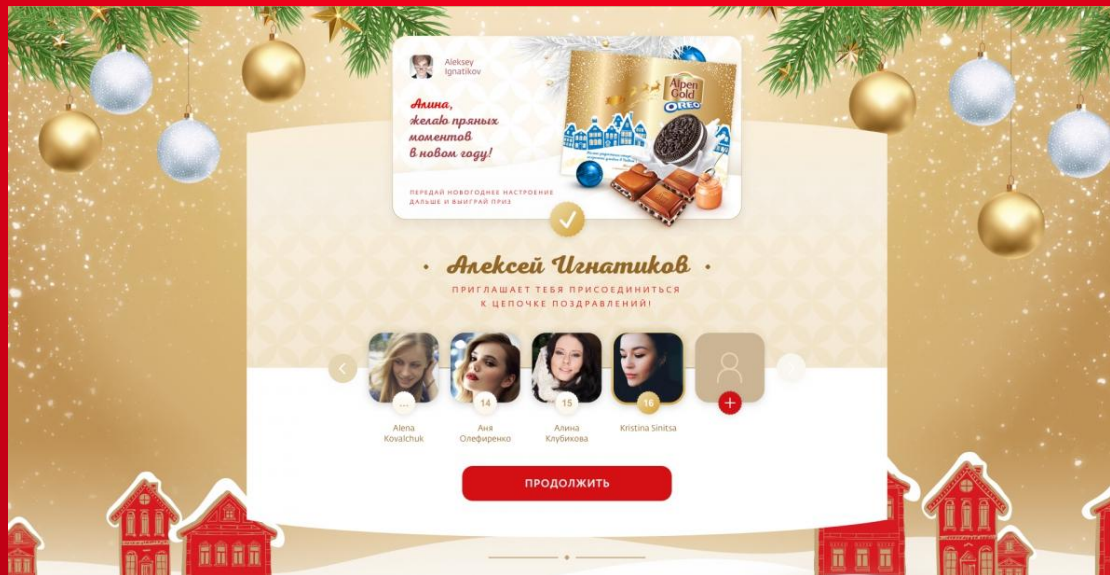 Aleksey
Ignatikov
Алина,
желаю пряных
моментов
в новом году!
ПЕРЕДАЙ НОВОГОДНЕЕ НАСТРОЕНИЕ
ДАЛЬШЕ И ВЫИГРАЙ ПРИЗ
Alpen
Gold
OREO
· Алексей Игнатиков ·
ПРИГЛАШАЕТ ТЕБЯ ПРИСОЕДИНИТЬСЯ
К ЦЕПОЧКЕ ПОЗДРАВЛЕНИЙ!
... 14 15 16 +
Alena
Kovalchuk
Аня
Олефиренко
Алина
Клубикова
Kristina Sinitsa
ПРОДОЛЖИТЬ